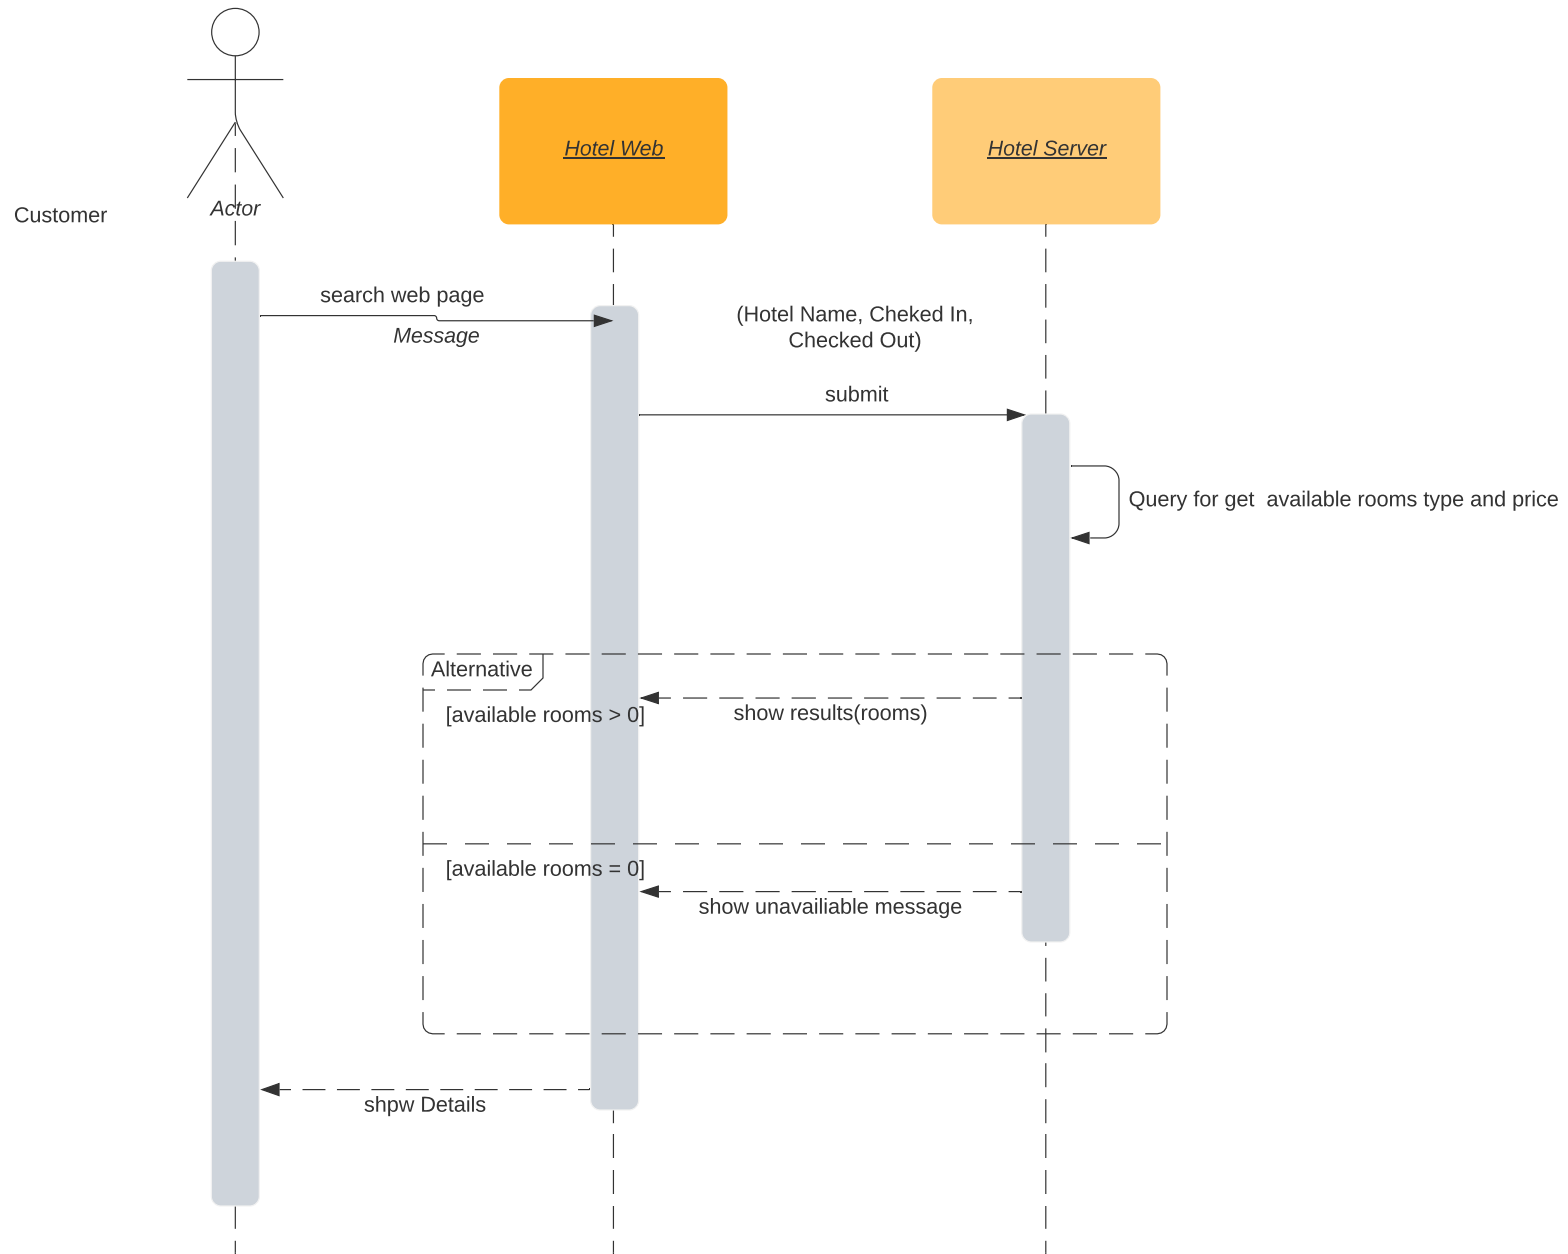 Hotel Web
Hotel Server
Actor
Customer
search web page
Message
(Hotel Name, Cheked In,
Checked Out)
submit
Query for get  available rooms type and price
Alternative
[available rooms > 0]
show results(rooms)
[available rooms = 0]
show unavailiable message
shpw Details